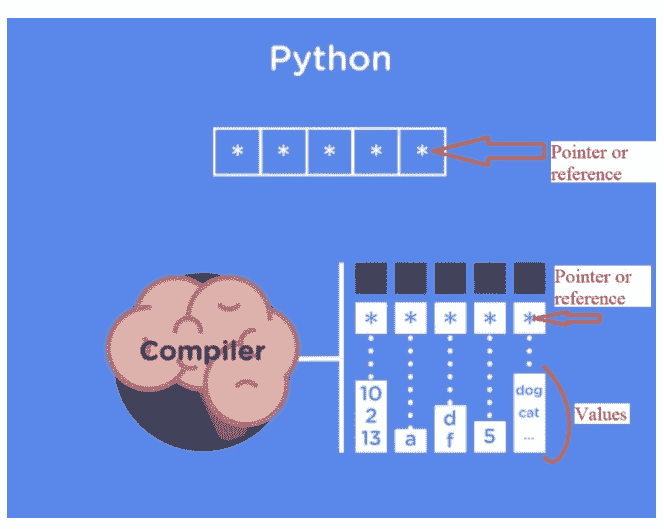 Python
* * * * *
Pointer or
reference
Compiler
Pointer or
reference
* * * * *
10
2
13
a
d
f
5
dog
cat
...
Values